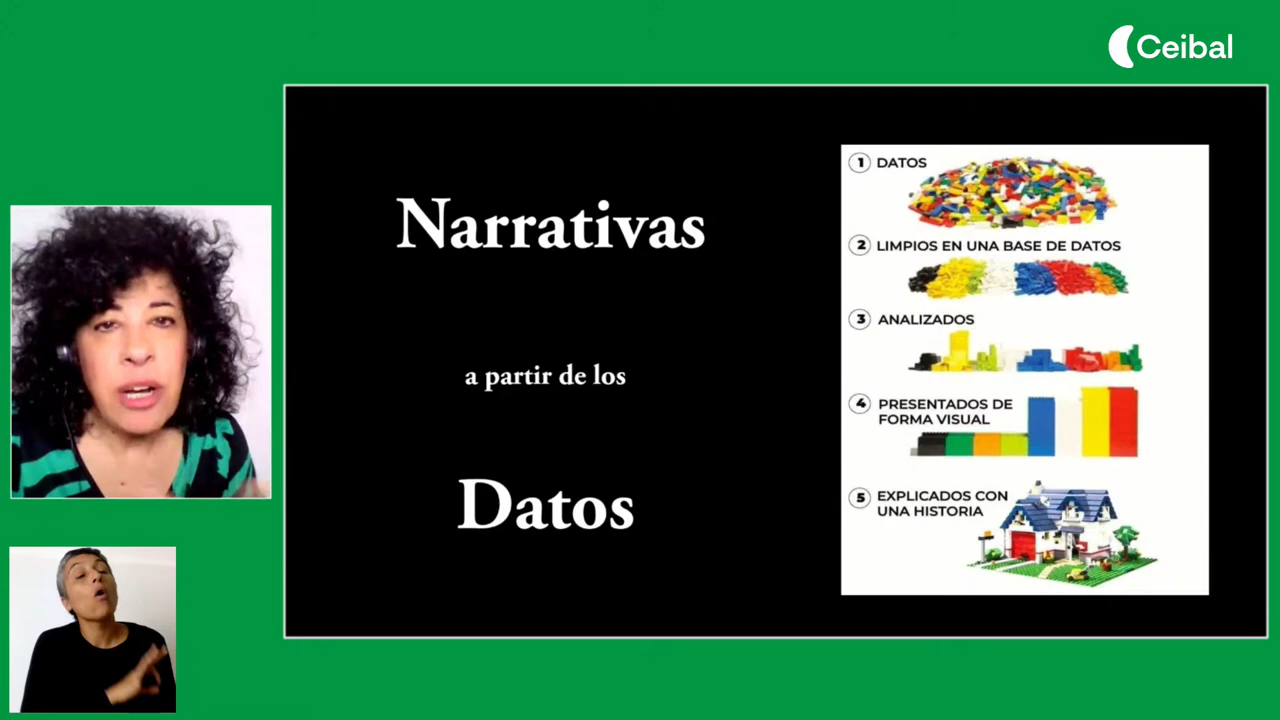 Ceibal
Narrativas
a partir de los
Datos
1 DATOS
2 LIMPIOS EN UNA BASE DE DATOS
3 ANALIZADOS
4 PRESENTADOS DE
FORMA VISUAL
5 EXPLICADOS CON
UNA HISTORIA